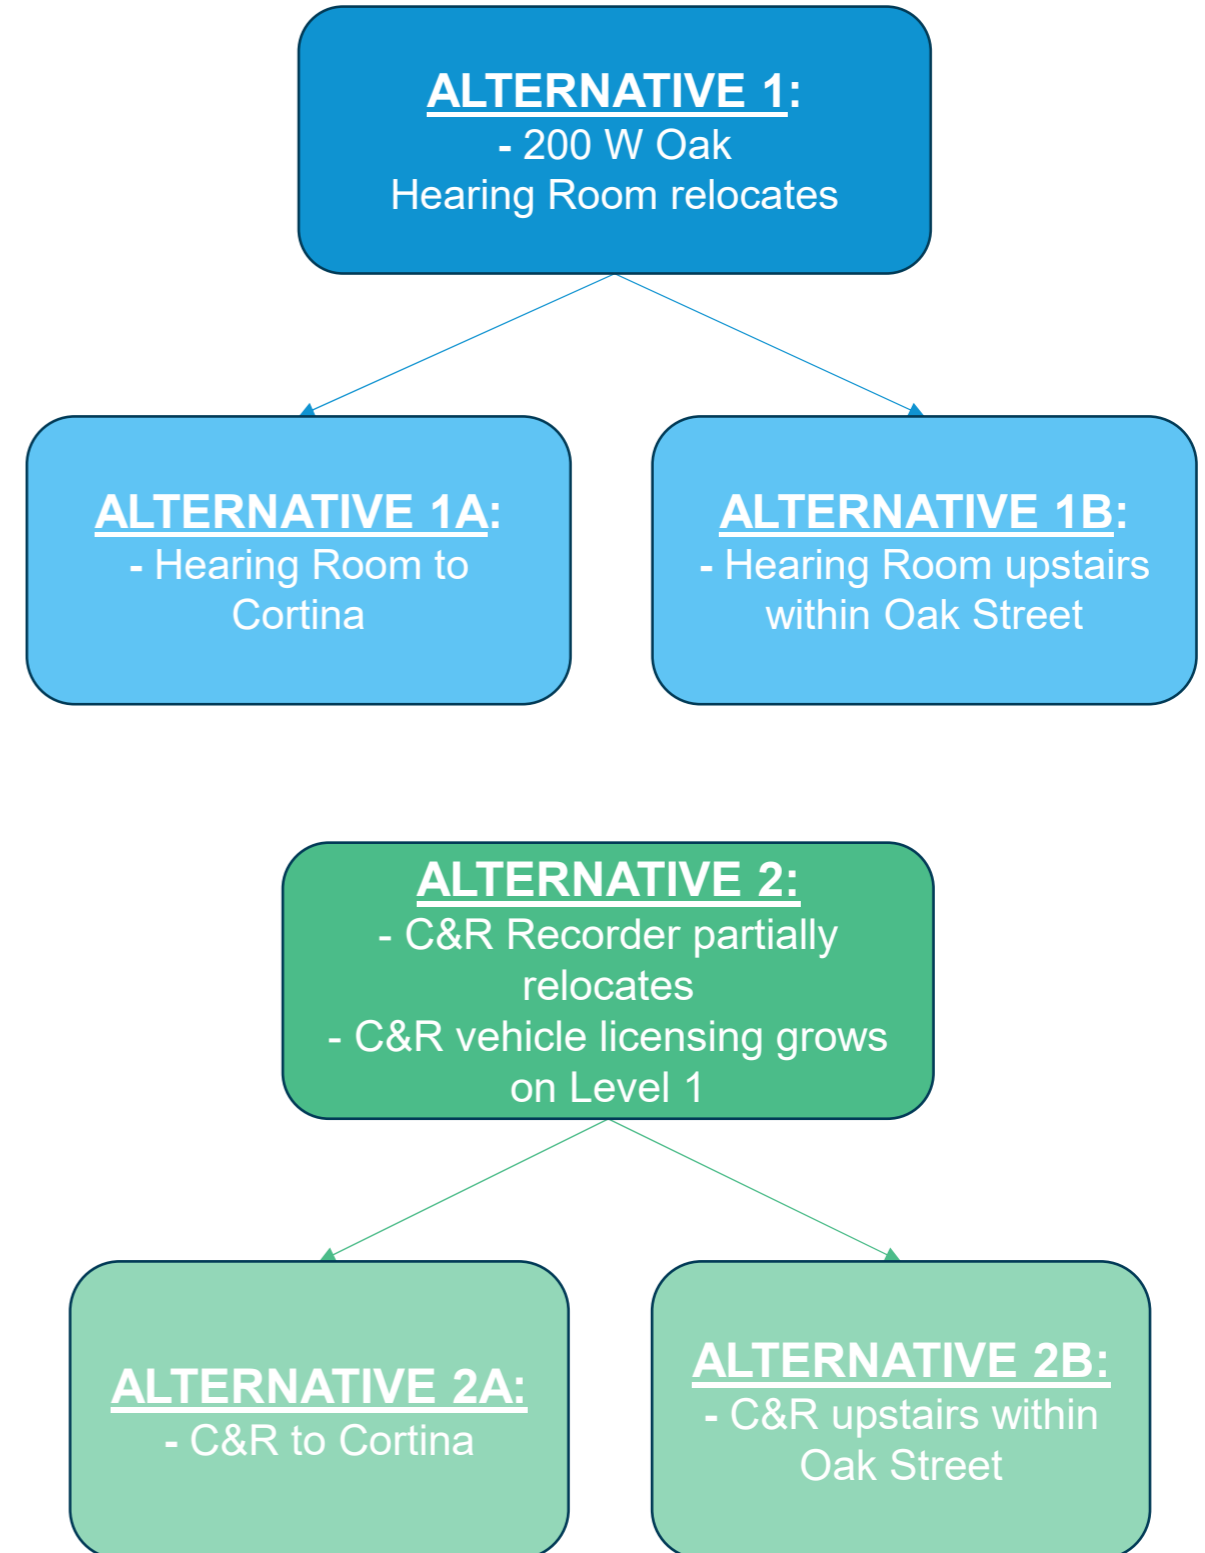 ALTERNATIVE 1:
- 200 W Oak
Hearing Room relocates
ALTERNATIVE 1A:
- Hearing Room to
Cortina
ALTERNATIVE 1B:
- Hearing Room upstairs
within Oak Street
ALTERNATIVE 2:
- C&R Recorder partially
relocates
- C&R vehicle licensing grows
on Level 1
ALTERNATIVE 2A:
- C&R to Cortina
ALTERNATIVE 2B:
- C&R upstairs within
Oak Street